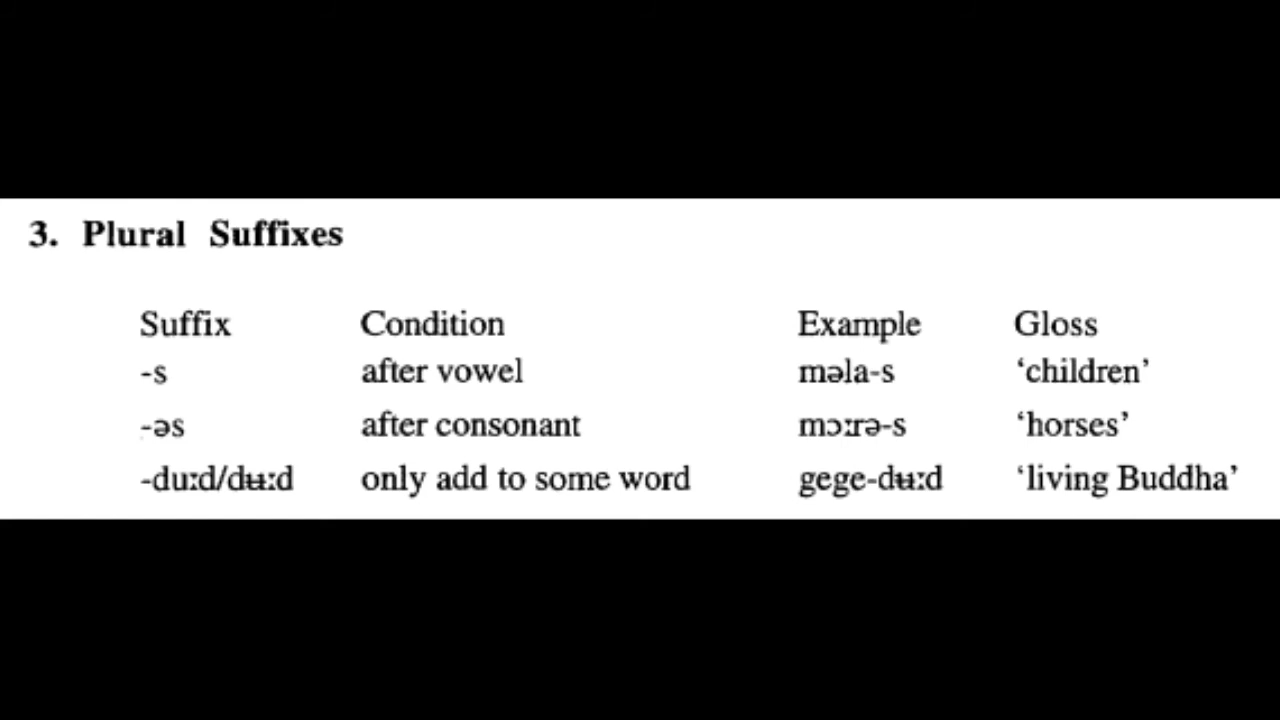 3. Plural Suffixes
Suffix Condition Example Gloss
-s after vowel məla-s ‘children’
-əs after consonant mɔːrə-s ‘horses’
-duːd/dʉːd only add to some word gege-dʉːd ‘living Buddha’